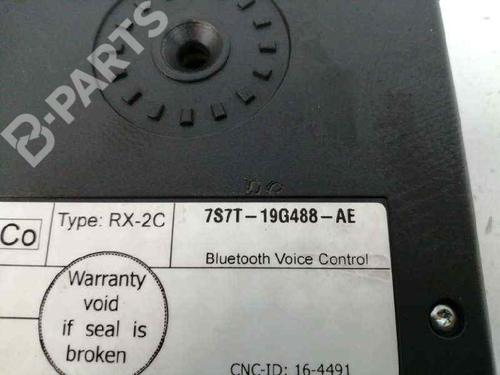 B-PARTS
DC
Co
Type: RX-2C
7S7T-19G488-AE
Bluetooth Voice Control
Warranty
void
if seal is
broken
CNC-ID: 16-4491